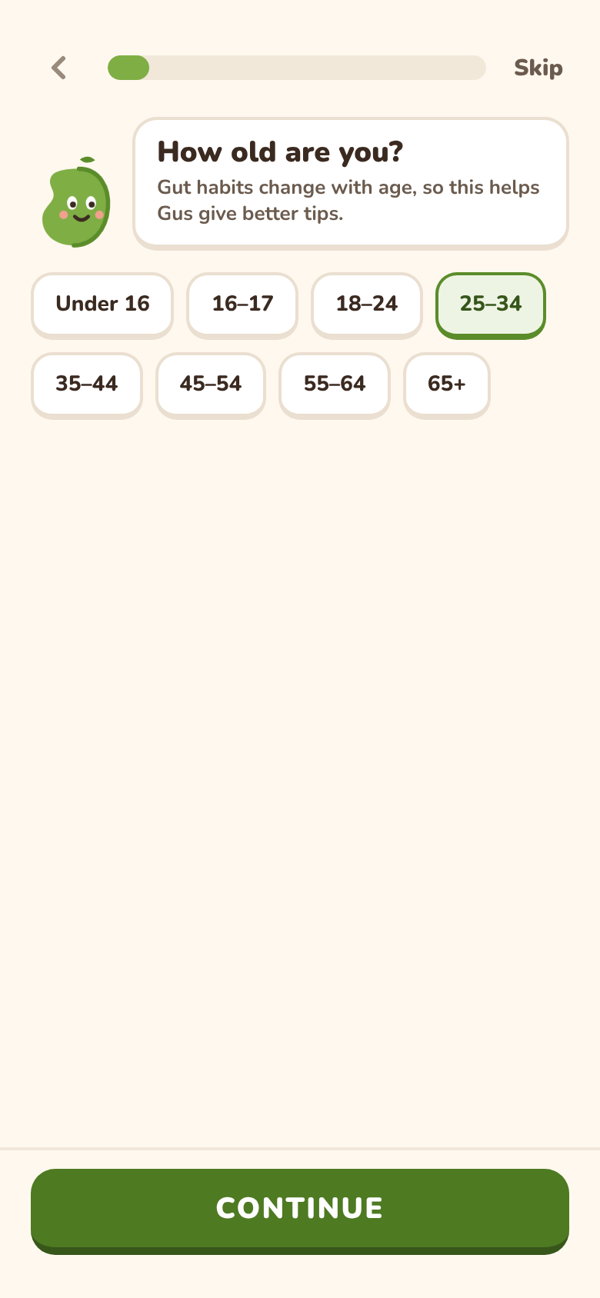 Skip
How old are you?
Gut habits change with age, so this helps
Gus give better tips.
Under 16
16–17
18–24
25–34
35–44
45–54
55–64
65+
CONTINUE